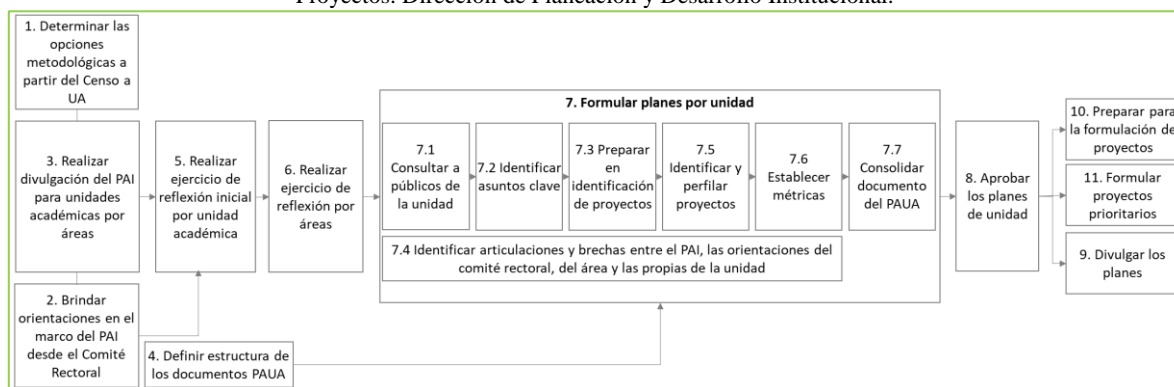 Proyectos. Dirección de Planeación y Desarrollo Institucional.
1. Determinar las
opciones
metodológicas a
partir del Censo a
UA
3. Realizar
divulgación del PAI
para unidades
académicas por
áreas
2. Brindar
orientaciones en el
marco del PAI
desde el Comité
Rectoral
5. Realizar
ejercicio de
reflexión inicial
por unidad
académica
4. Definir estructura de
los documentos PAUA
6. Realizar
ejercicio de
reflexión por
áreas
7. Formular planes por unidad
7.1
Consultar a
públicos de
la unidad
7.2 Identificar
asuntos clave
7.3 Preparar
en
identificación
de proyectos
7.5
Identificar y
perfilar
proyectos
7.6
Establecer
métricas
7.7
Consolidar
documento
del PAUA
7.4 Identificar articulaciones y brechas entre el PAI, las orientaciones del
comité rectoral, del área y las propias de la unidad
8. Aprobar
los planes
de unidad
10. Preparar para
la formulación de
proyectos
11. Formular
proyectos
prioritarios
9. Divulgar los
planes